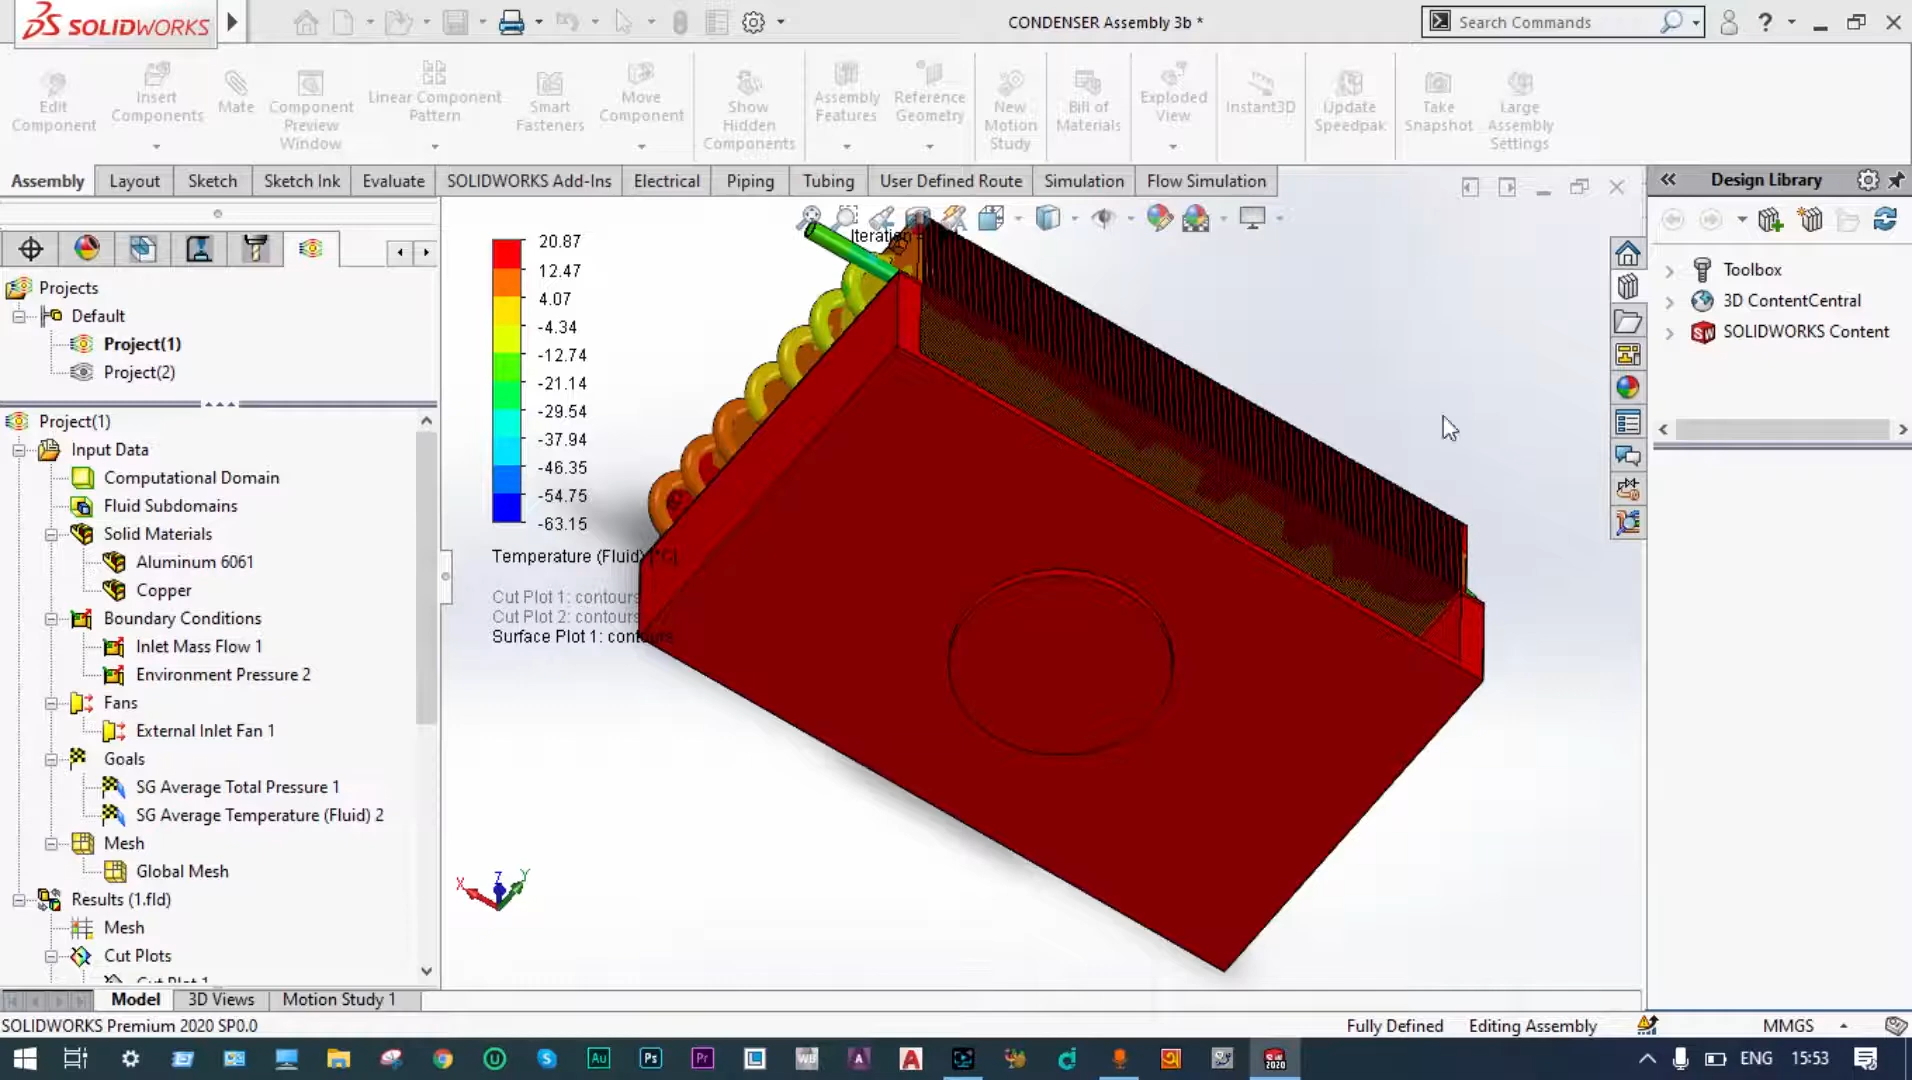 SOLIDWORKS
CONDENSER Assembly 3b *
Search Commands
Edit Component
Insert Components
Mate
Component Preview Window
Linear Component Pattern
Smart Fasteners
Move Component
Show Hidden Components
Assembly Features
Reference Geometry
New Motion Study
Bill of Materials
Exploded View
Instant3D
Update Speedpak
Take Snapshot
Large Assembly Settings
Assembly
Layout
Sketch
Sketch Ink
Evaluate
SOLIDWORKS Add-Ins
Electrical
Piping
Tubing
User Defined Route
Simulation
Flow Simulation
Design Library
Toolbox
3D ContentCentral
SOLIDWORKS Content
Projects
Default
Project(1)
Project(2)
Project(1)
Input Data
Computational Domain
Fluid Subdomains
Solid Materials
Aluminum 6061
Copper
Boundary Conditions
Inlet Mass Flow 1
Environment Pressure 2
Fans
External Inlet Fan 1
Goals
SG Average Total Pressure 1
SG Average Temperature (Fluid) 2
Mesh
Global Mesh
Results (1.fld)
Mesh
Cut Plots
Cut Plot 1
Iteration
20.87
12.47
4.07
-4.34
-12.74
-21.14
-29.54
-37.94
-46.35
-54.75
-63.15
Temperature (Fluid) [°C]
Cut Plot 1: contours
Cut Plot 2: contours
Surface Plot 1: contours
X
Z
Y
Model
3D Views
Motion Study 1
SOLIDWORKS Premium 2020 SP0.0
Fully Defined
Editing Assembly
MMGS
Au
Ps
Pr
ENG
15:53